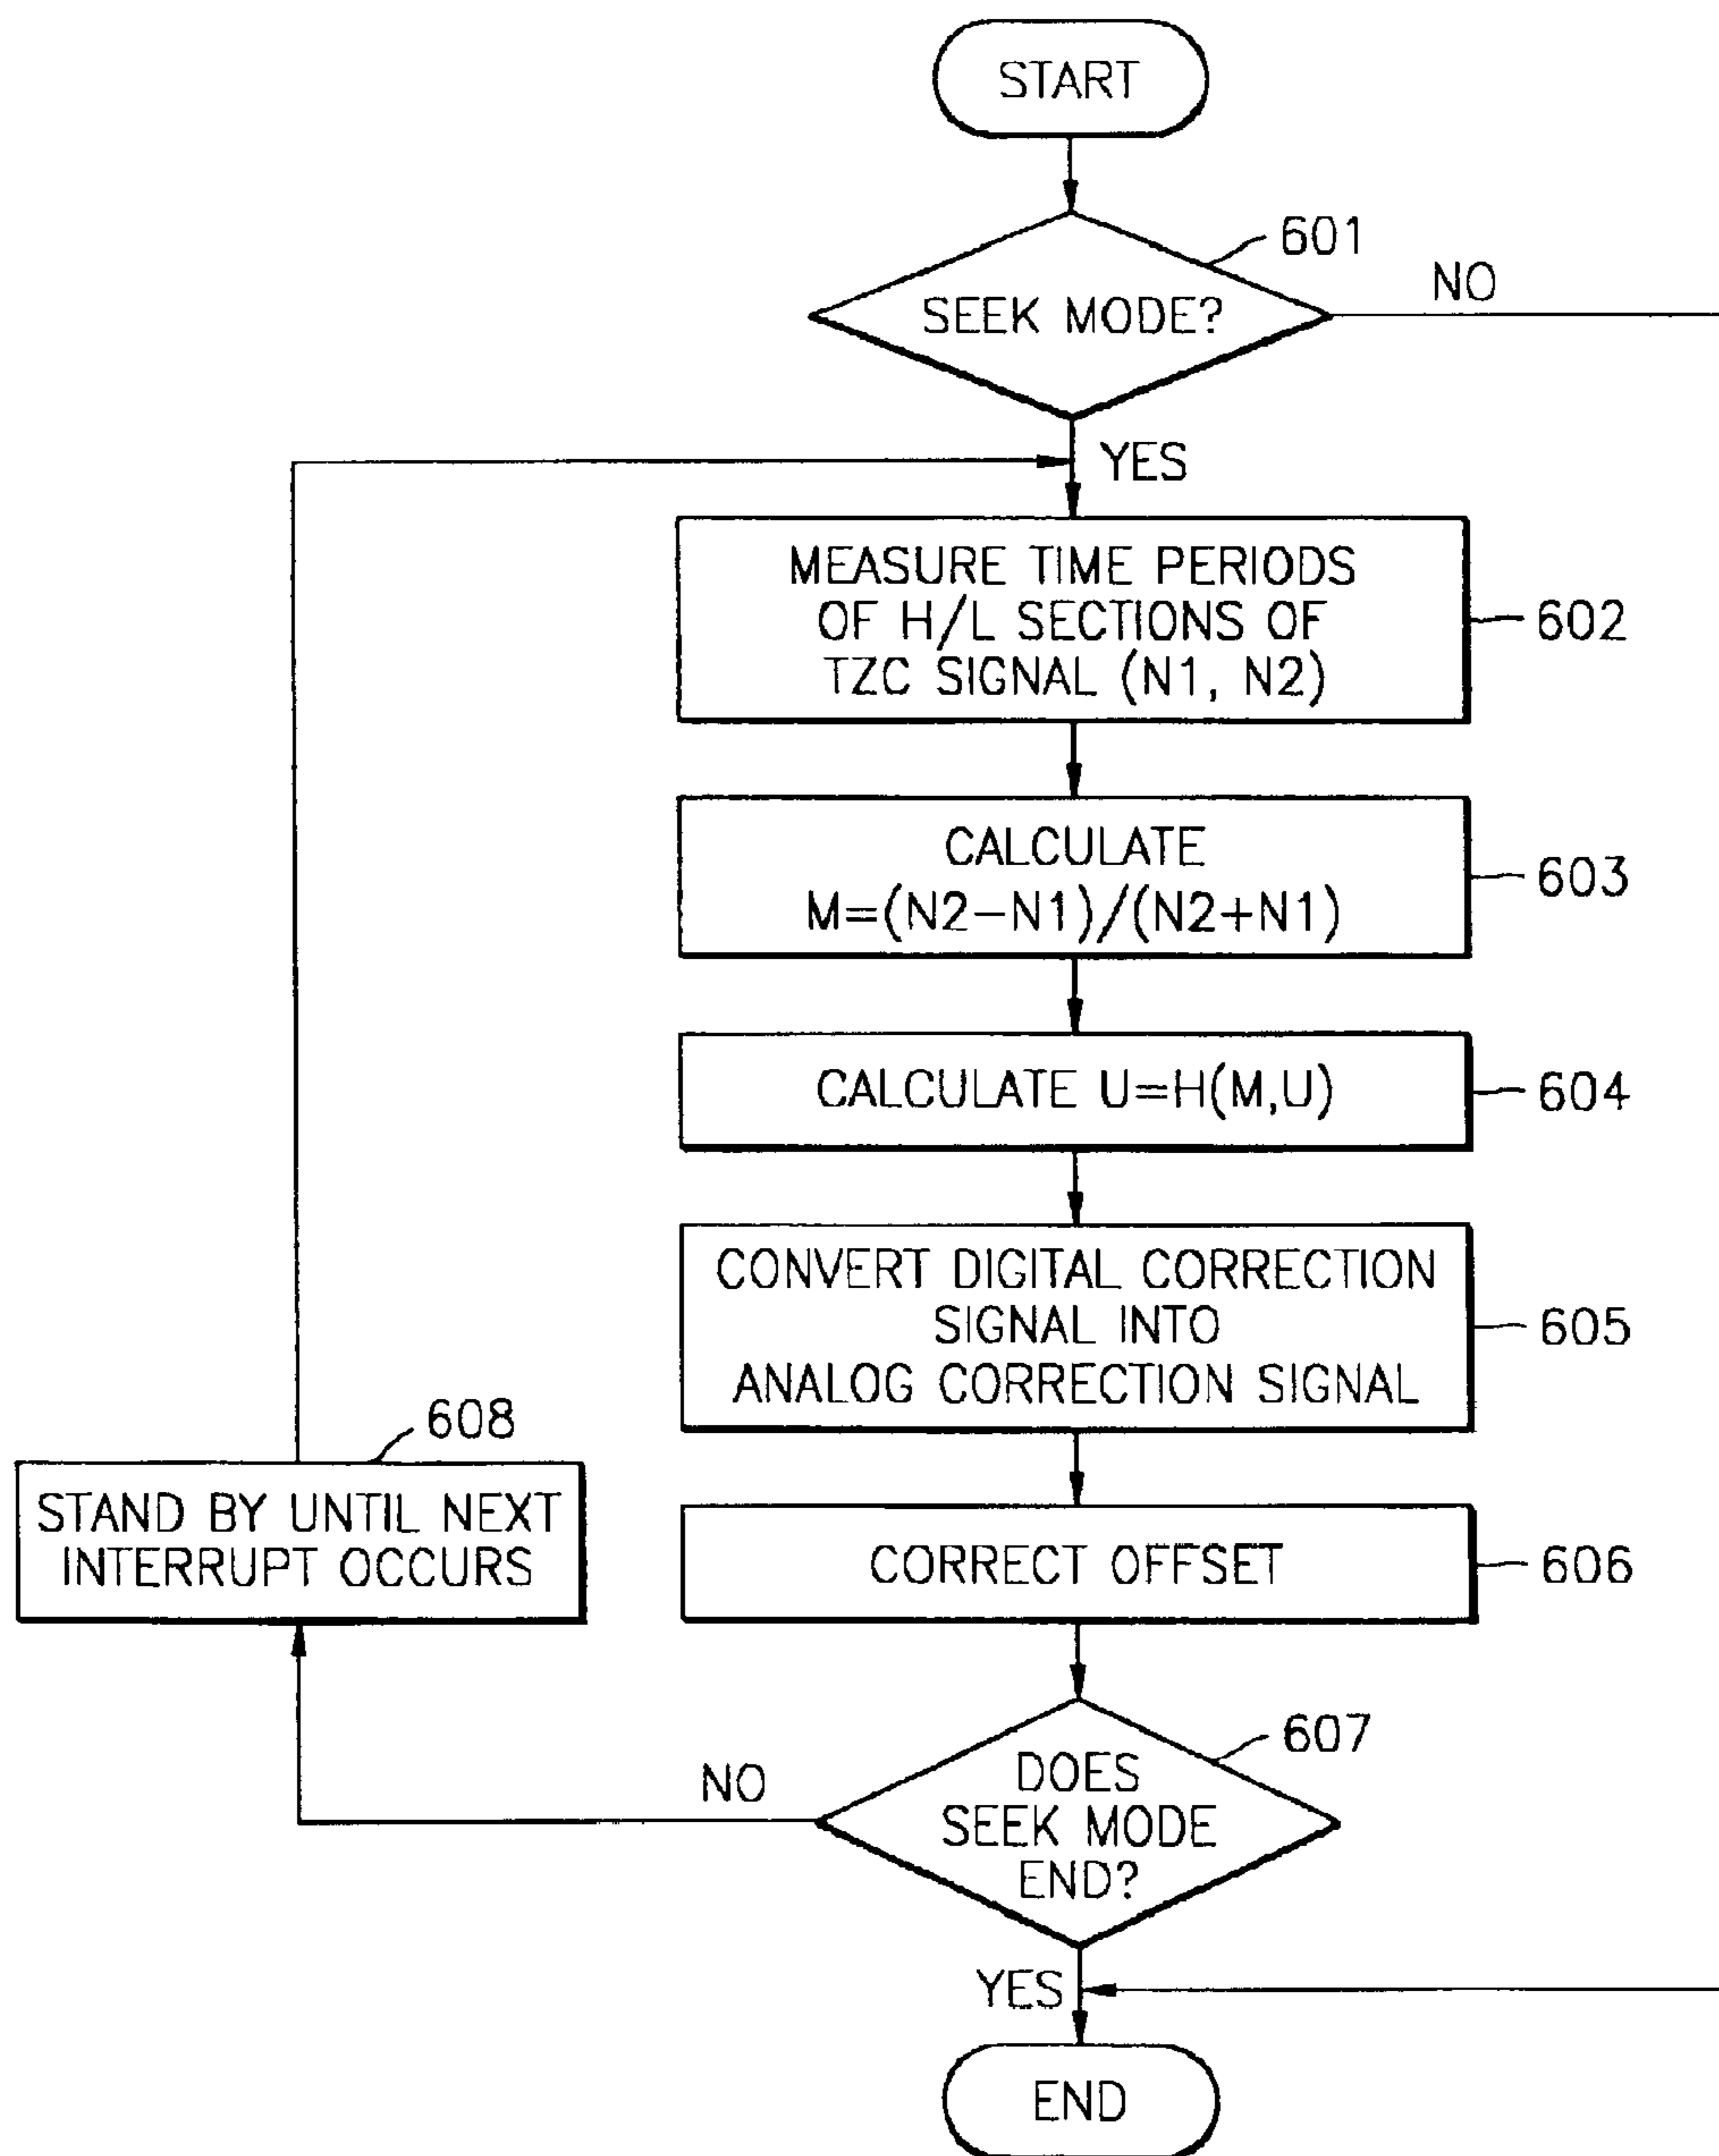 START
601
SEEK MODE?
NO
YES
MEASURE TIME PERIODS
OF H/L SECTIONS OF
TZC SIGNAL (N1, N2)
602
CALCULATE
M=(N2-N1)/(N2+N1)
603
CALCULATE U=H(M,U)
604
CONVERT DIGITAL CORRECTION
SIGNAL INTO
ANALOG CORRECTION SIGNAL
605
608
STAND BY UNTIL NEXT
INTERRUPT OCCURS
CORRECT OFFSET
606
607
DOES
SEEK MODE
END?
NO
YES
END